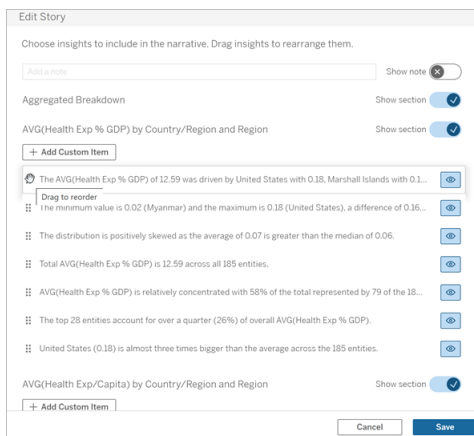 Edit Story
Choose insights to include in the narrative. Drag insights to rearrange them.
Add a note
Show note
Aggregated Breakdown
Show section
AVG(Health Exp % GDP) by Country/Region and Region
Show section
+ Add Custom Item
The AVG(Health Exp % GDP) of 12.59 was driven by United States with 0.18, Marshall Islands with 0.1...
Drag to reorder
The minimum value is 0.02 (Myanmar) and the maximum is 0.18 (United States), a difference of 0.16...
The distribution is positively skewed as the average of 0.07 is greater than the median of 0.06.
Total AVG(Health Exp % GDP) is 12.59 across all 185 entities.
AVG(Health Exp % GDP) is relatively concentrated with 58% of the total represented by 79 of the 18...
The top 28 entities account for over a quarter (26%) of overall AVG(Health Exp % GDP).
United States (0.18) is almost three times bigger than the average across the 185 entities.
AVG(Health Exp/Capita) by Country/Region and Region
Show section
+ Add Custom Item
Cancel
Save